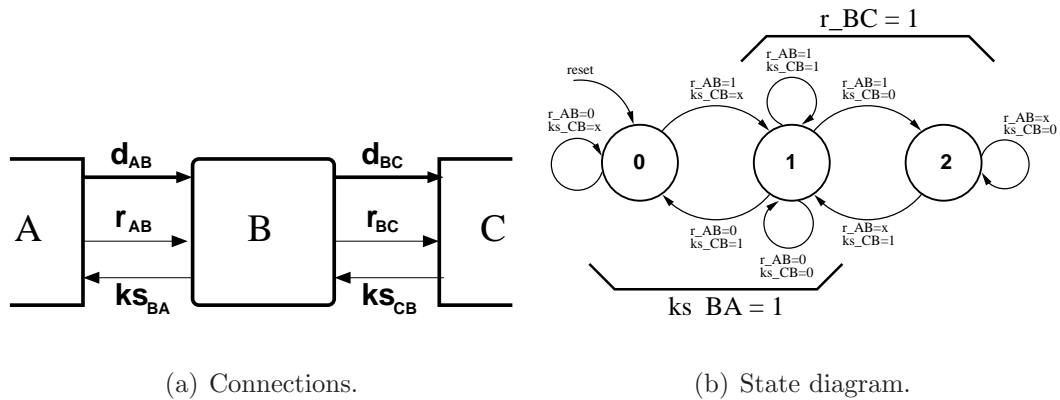 d_AB
d_BC
r_AB
r_BC
A
B
C
ks_BA
ks_CB
(a) Connections.
r_BC = 1
reset
r_AB=1
ks_CB=x
r_AB=1
ks_CB=1
r_AB=1
ks_CB=0
r_AB=0
ks_CB=x
r_AB=x
ks_CB=0
0
1
2
r_AB=0
ks_CB=1
r_AB=0
ks_CB=0
r_AB=x
ks_CB=1
ks BA = 1
(b) State diagram.